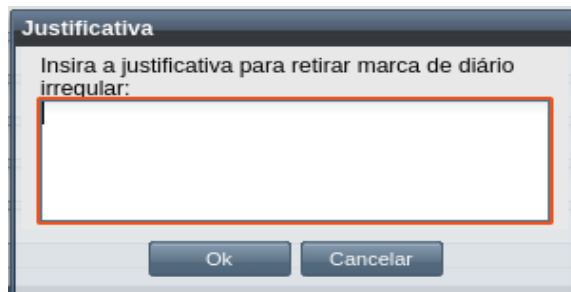 Justificativa
Insira a justificativa para retirar marca de diário
irregular:
Ok
Cancelar